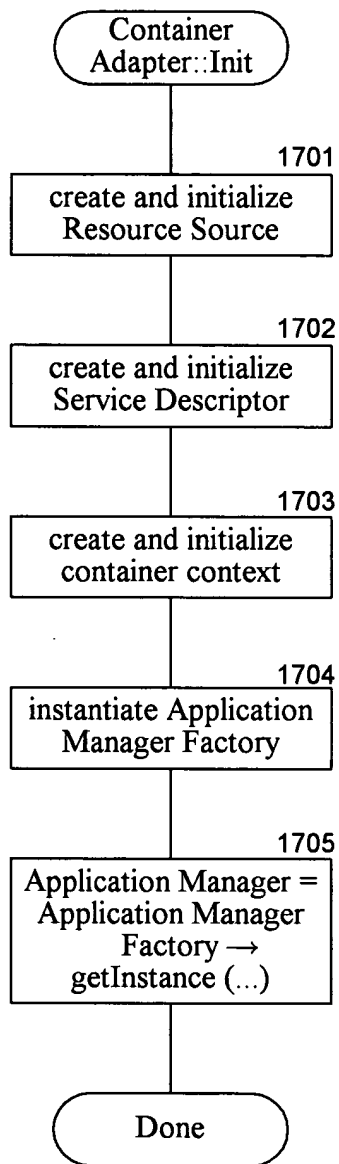 Container
Adapter::Init
1701
create and initialize
Resource Source
1702
create and initialize
Service Descriptor
1703
create and initialize
container context
1704
instantiate Application
Manager Factory
1705
Application Manager =
Application Manager
Factory →
getInstance (...)
Done